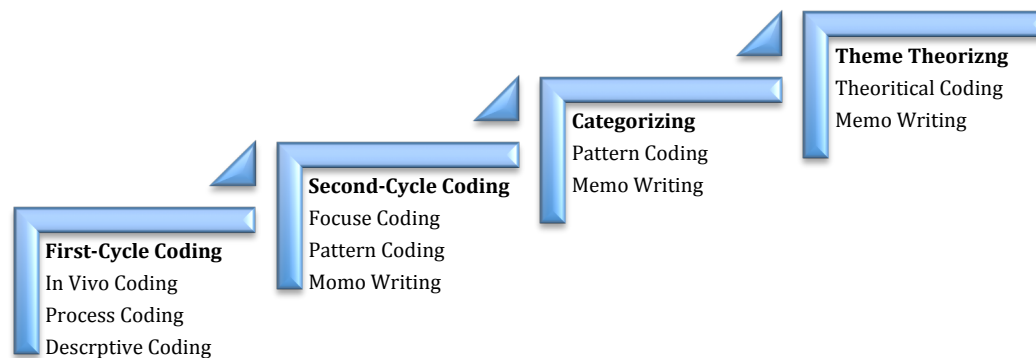 First-Cycle Coding
In Vivo Coding
Process Coding
Descrptive Coding
Second-Cycle Coding
Focuse Coding
Pattern Coding
Momo Writing
Categorizing
Pattern Coding
Memo Writing
Theme Theorizng
Theoritical Coding
Memo Writing